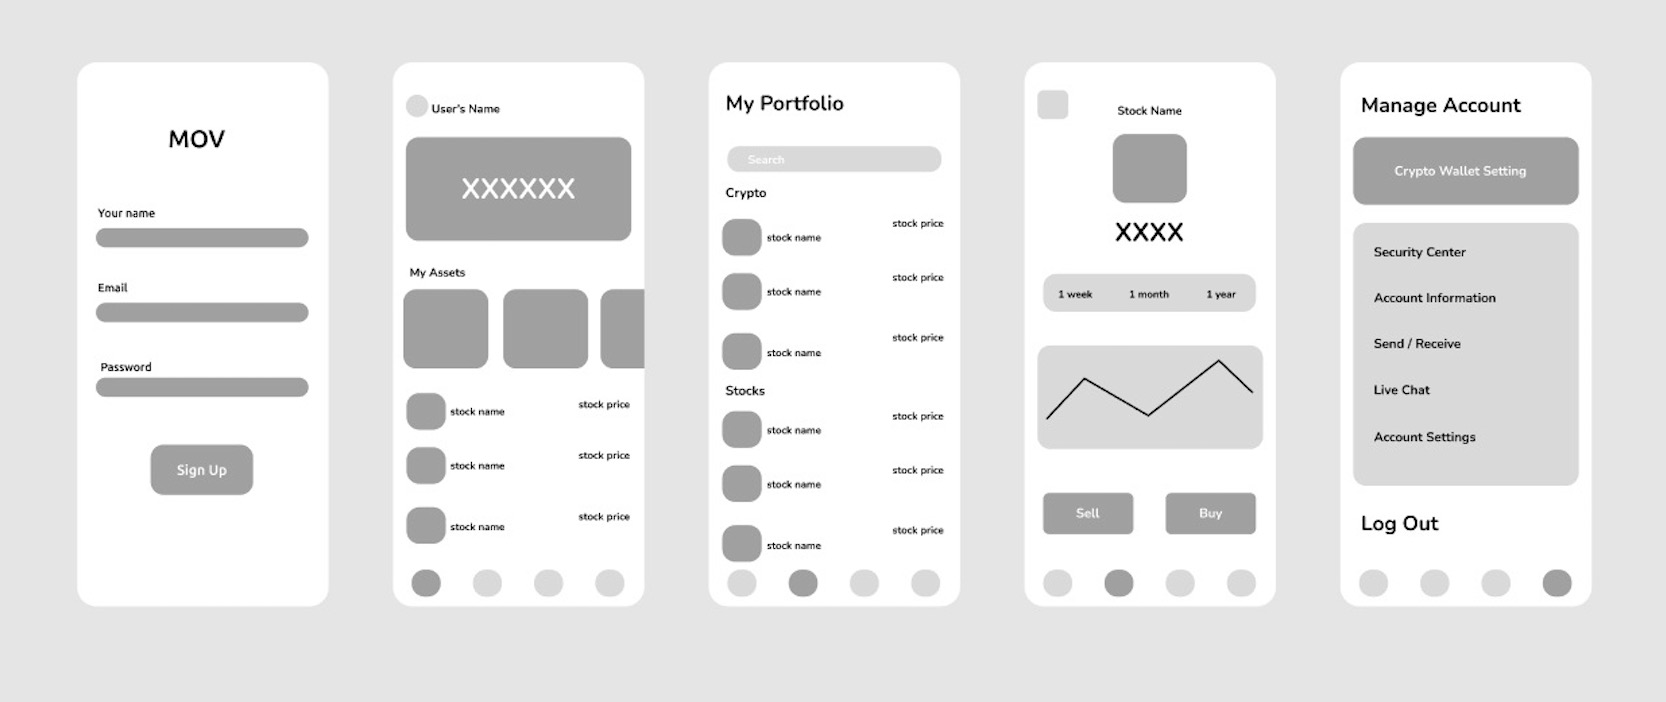 MOV
Your name
Email
Password
Sign Up
User's Name
XXXXXX
My Assets
stock name
stock price
stock name
stock price
stock name
stock price
My Portfolio
Search
Crypto
stock name
stock price
stock name
stock price
stock name
stock price
Stocks
stock name
stock price
stock name
stock price
stock name
stock price
Stock Name
XXXX
1 week 1 month 1 year
Sell
Buy
Manage Account
Crypto Wallet Setting
Security Center
Account Information
Send / Receive
Live Chat
Account Settings
Log Out